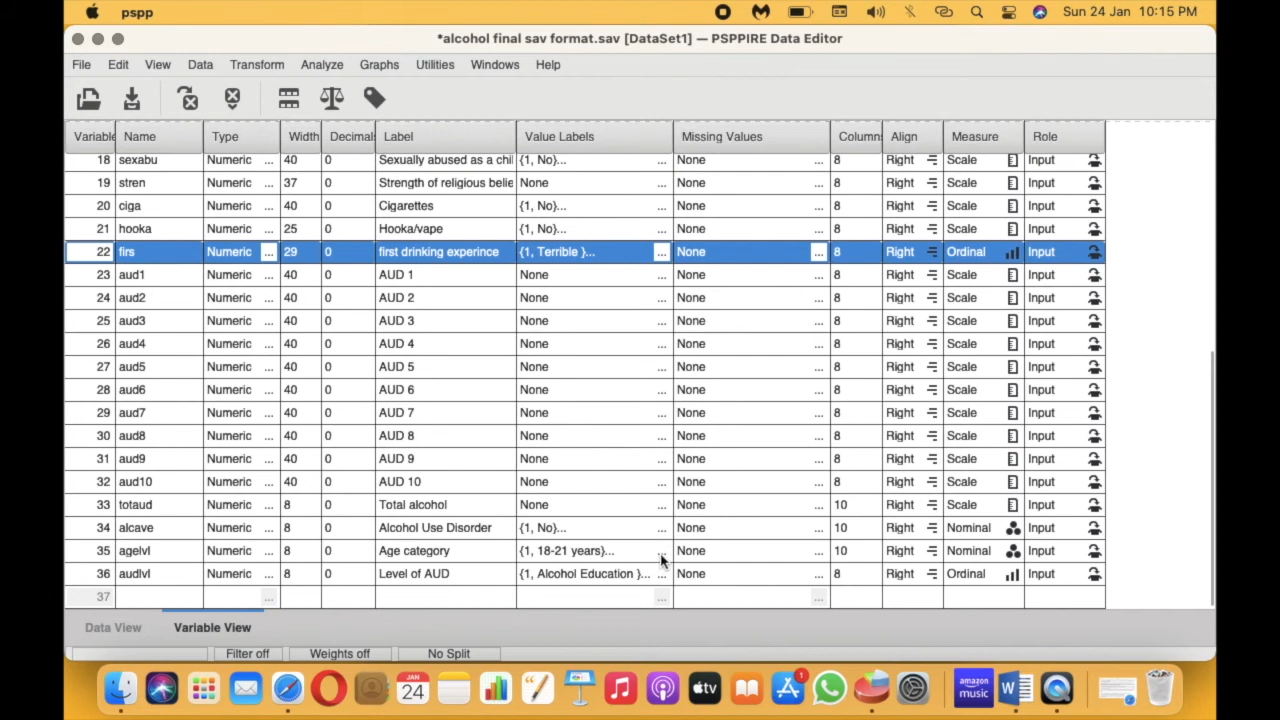 pspp Sun 24 Jan 10:15 PM
*alcohol final sav format.sav [DataSet1] — PSPPIRE Data Editor
File Edit View Data Transform Analyze Graphs Utilities Windows Help
Variable Name Type Width Decimals Label Value Labels Missing Values Columns Align Measure Role
18 sexabu Numeric ... 40 0 Sexually abused as a chil {1, No}... ... None ... 8 Right Scale Input
19 stren Numeric ... 37 0 Strength of religious belie None ... None ... 8 Right Scale Input
20 ciga Numeric ... 40 0 Cigarettes {1, No}... ... None ... 8 Right Scale Input
21 hooka Numeric ... 25 0 Hooka/vape {1, No}... ... None ... 8 Right Scale Input
22 firs Numeric ... 29 0 first drinking experince {1, Terrible }... ... None ... 8 Right Ordinal Input
23 aud1 Numeric ... 40 0 AUD 1 None ... None ... 8 Right Scale Input
24 aud2 Numeric ... 40 0 AUD 2 None ... None ... 8 Right Scale Input
25 aud3 Numeric ... 40 0 AUD 3 None ... None ... 8 Right Scale Input
26 aud4 Numeric ... 40 0 AUD 4 None ... None ... 8 Right Scale Input
27 aud5 Numeric ... 40 0 AUD 5 None ... None ... 8 Right Scale Input
28 aud6 Numeric ... 40 0 AUD 6 None ... None ... 8 Right Scale Input
29 aud7 Numeric ... 40 0 AUD 7 None ... None ... 8 Right Scale Input
30 aud8 Numeric ... 40 0 AUD 8 None ... None ... 8 Right Scale Input
31 aud9 Numeric ... 40 0 AUD 9 None ... None ... 8 Right Scale Input
32 aud10 Numeric ... 40 0 AUD 10 None ... None ... 8 Right Scale Input
33 totaud Numeric ... 8 0 Total alcohol None ... None ... 10 Right Scale Input
34 alcave Numeric ... 8 0 Alcohol Use Disorder {1, No}... ... None ... 10 Right Nominal Input
35 agelvl Numeric ... 8 0 Age category {1, 18-21 years}... ... None ... 10 Right Nominal Input
36 audlvl Numeric ... 8 0 Level of AUD {1, Alcohol Education }... ... None ... 8 Right Ordinal Input
37 ... ... ...
Data View Variable View
Filter off Weights off No Split
JAN
24
tv
1
amazon
music
W